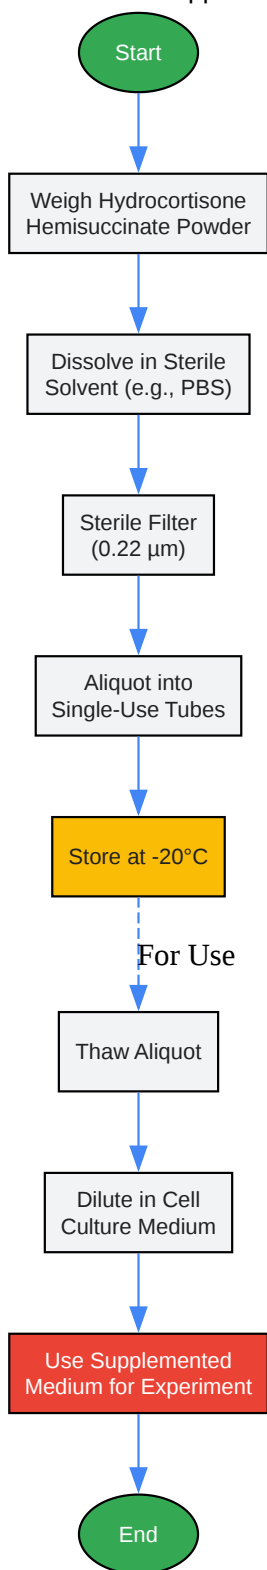 Start
Weigh Hydrocortisone
Hemisuccinate Powder
Dissolve in Sterile
Solvent (e.g., PBS)
Sterile Filter
(0.22 µm)
Aliquot into
Single-Use Tubes
Store at -20°C
For Use
Thaw Aliquot
Dilute in Cell
Culture Medium
Use Supplemented
Medium for Experiment
End